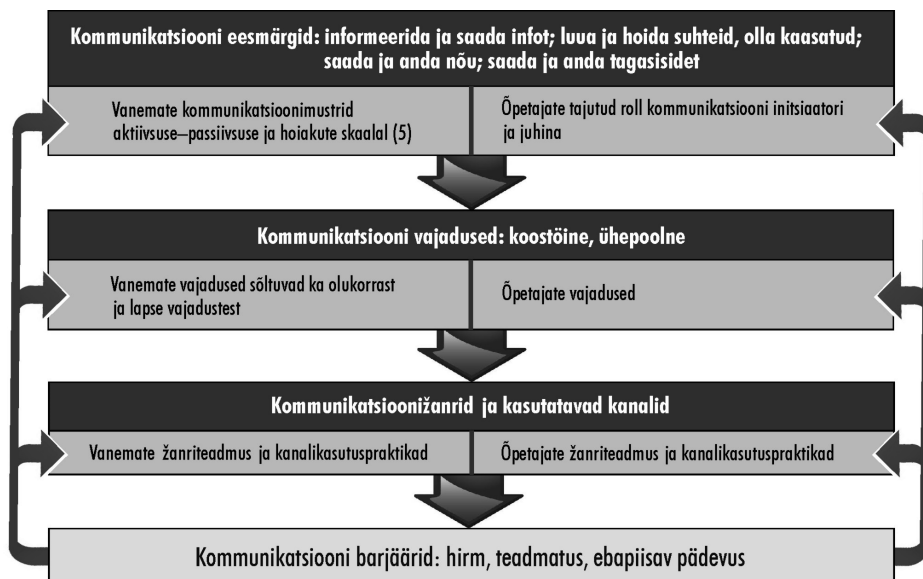 Kommunikatsiooni eesmärgid: informeerida ja saada infot; luua ja hoida suhteid, olla kaasatud;
saada ja anda nõu; saada ja anda tagasisidet
Vanemate kommunikatsioonimustrid
aktiivsuse–passiivsuse ja hoiakute skaalal (5)
Õpetajate tajutud roll kommunikatsiooni initsiaatori
ja juhina
Kommunikatsiooni vajadused: koostöine, ühepoolne
Vanemate vajadused sõltuvad ka olukorrast
ja lapse vajadustest
Õpetajate vajadused
Kommunikatsioonižanrid ja kasutatavad kanalid
Vanemate žanriteadmus ja kanalikasutuspraktikad
Õpetajate žanriteadmus ja kanalikasutuspraktikad
Kommunikatsiooni barjäärid: hirm, teadmatus, ebapiisav pädevus